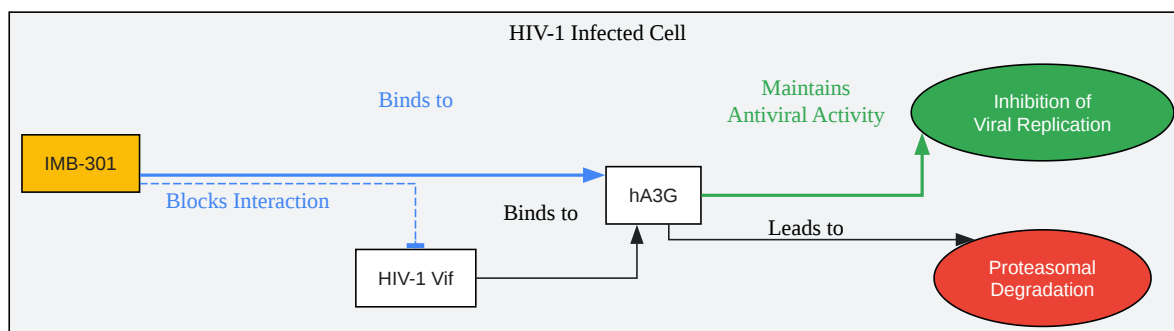 HIV-1 Infected Cell
Binds to
Maintains
Antiviral Activity
Inhibition of
Viral Replication
IMB-301
Blocks Interaction
hA3G
Binds to
Leads to
HIV-1 Vif
Proteasomal
Degradation